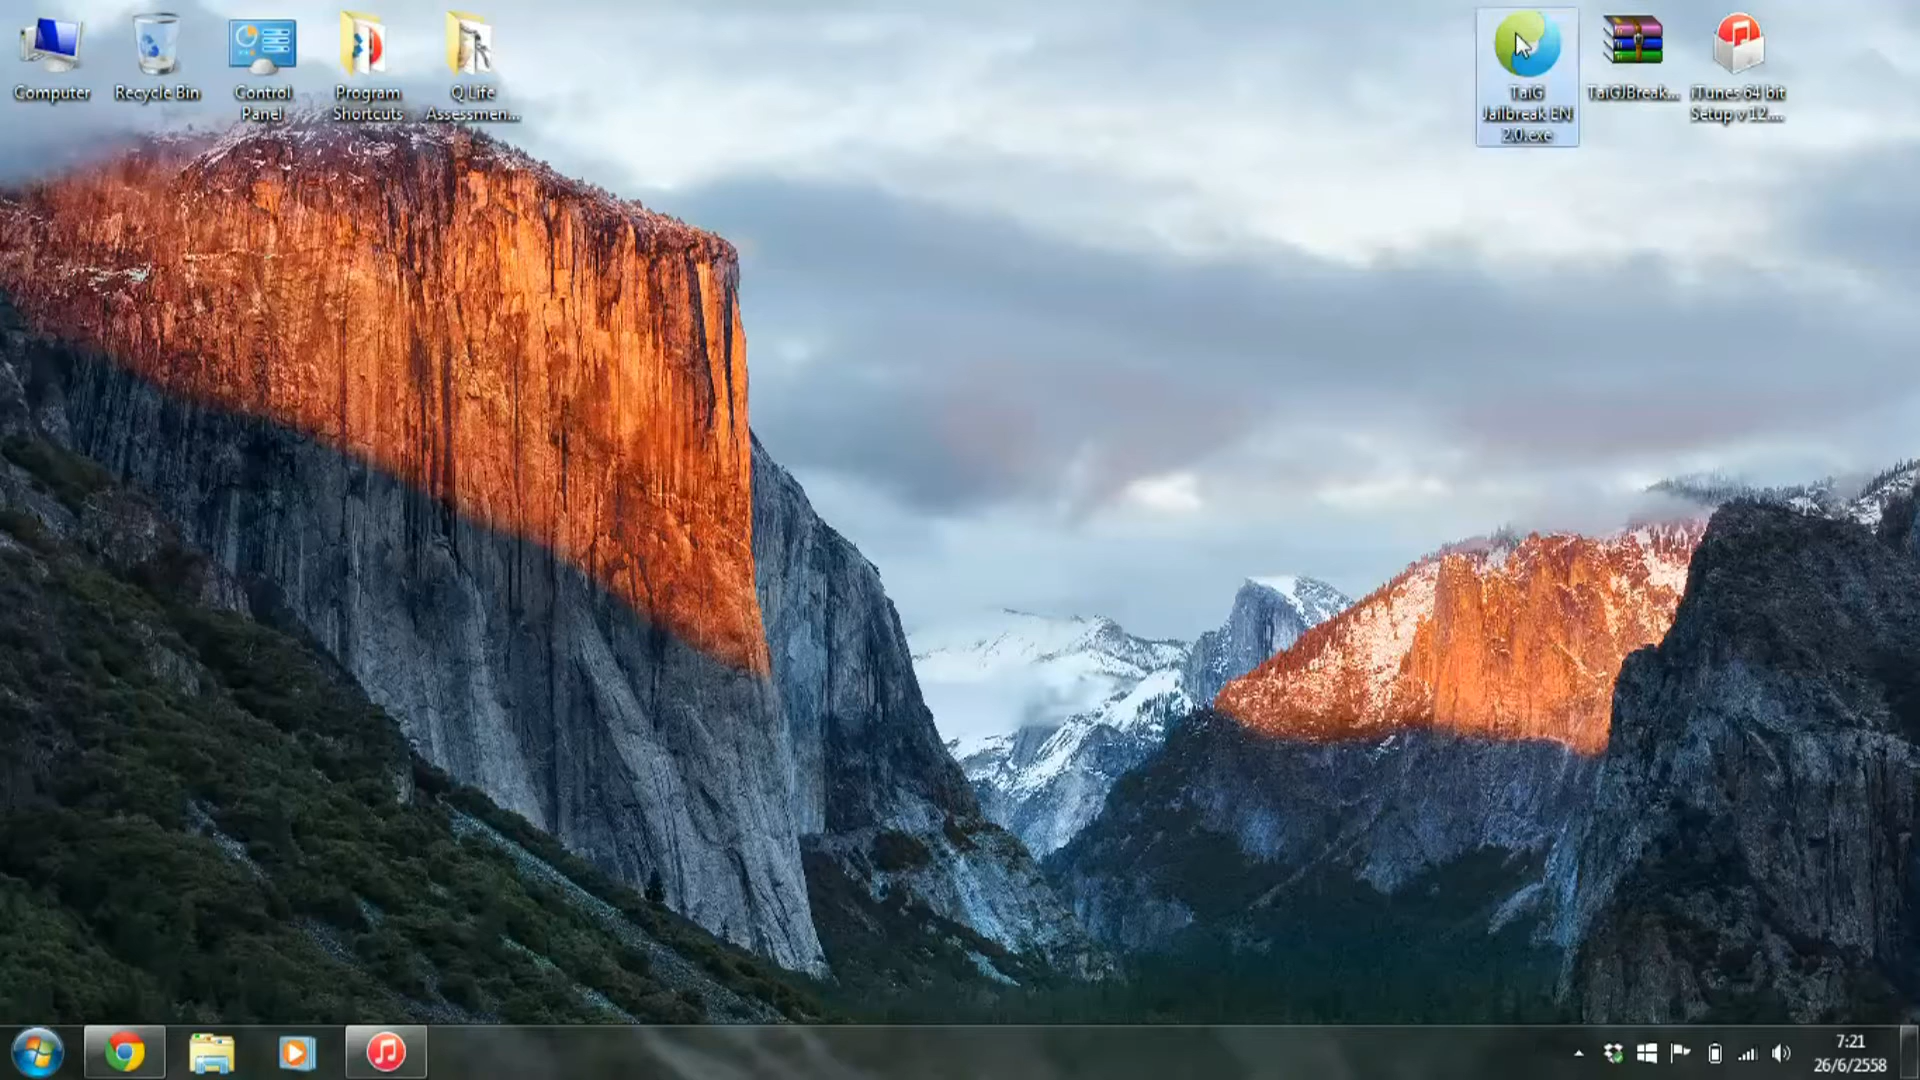 Computer
Recycle Bin
Control
Panel
Program
Shortcuts
Q Life
Assessmen...
TaiG
Jailbreak EN
2.0.exe
TaiGJBreak...
iTunes 64 bit
Setup v 12....
7:21
26/6/2558